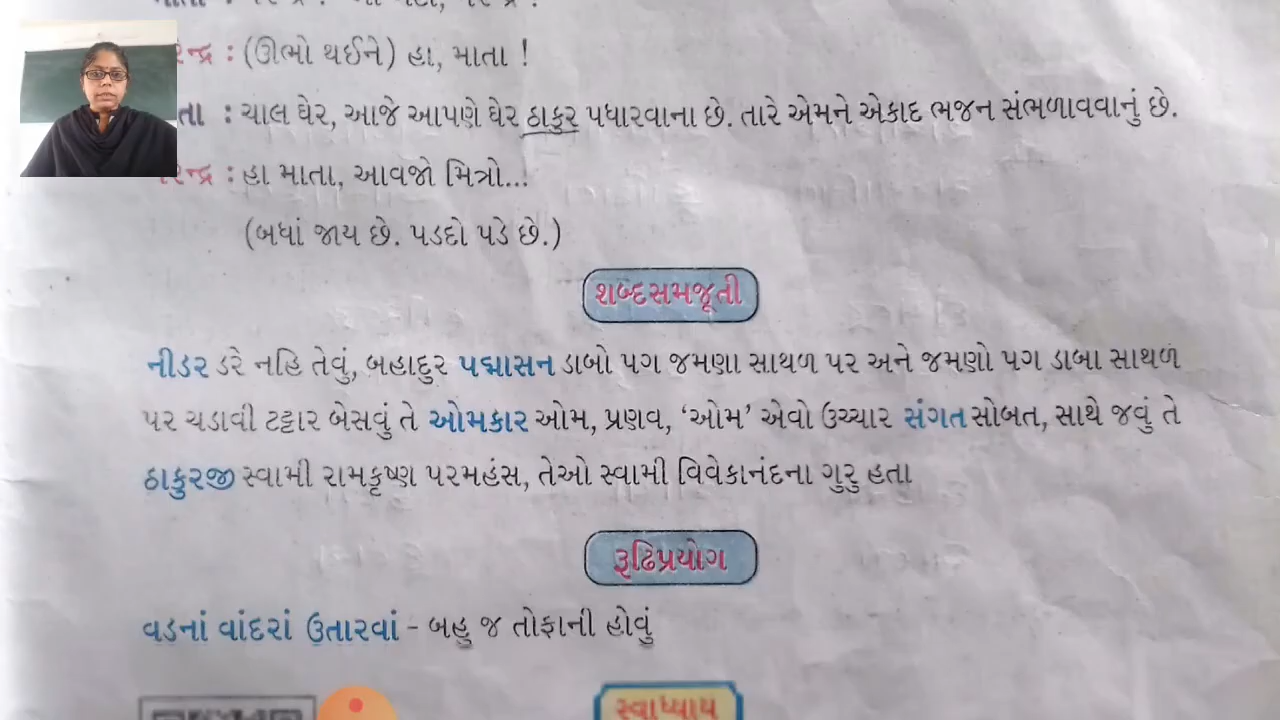 ન્દ્ર : (ઊભો થઈને) હા, માતા !
તા : ચાલ ઘેર, આજે આપણે ઘેર ઠાકુર પધારવાના છે. તારે એમને એકાદ ભજન સંભળાવવાનું છે.
રેન્દ્ર : હા માતા, આવજો મિત્રો...!
(બધાં જાય છે. પડદો પડે છે.)
શબ્દસમજૂતી
નીડર ડરે નહિ તેવું, બહાદુર પદ્માસન ડાબો પગ જમણા સાથળ પર અને જમણો પગ ડાબા સાથળ
પર ચડાવી ટટ્ટાર બેસવું તે ઓમકાર ઓમ, પ્રણવ, ‘ઓમ’ એવો ઉચ્ચાર સંગત સોબત, સાથે જવું તે
ઠાકુરજી સ્વામી રામકૃષ્ણ પરમહંસ, તેઓ સ્વામી વિવેકાનંદના ગુરુ હતા
રૂઢિપ્રયોગ
વડનાં વાંદરાં ઉતારવાં - બહુ જ તોફાની હોવું
સ્વાધ્યાય